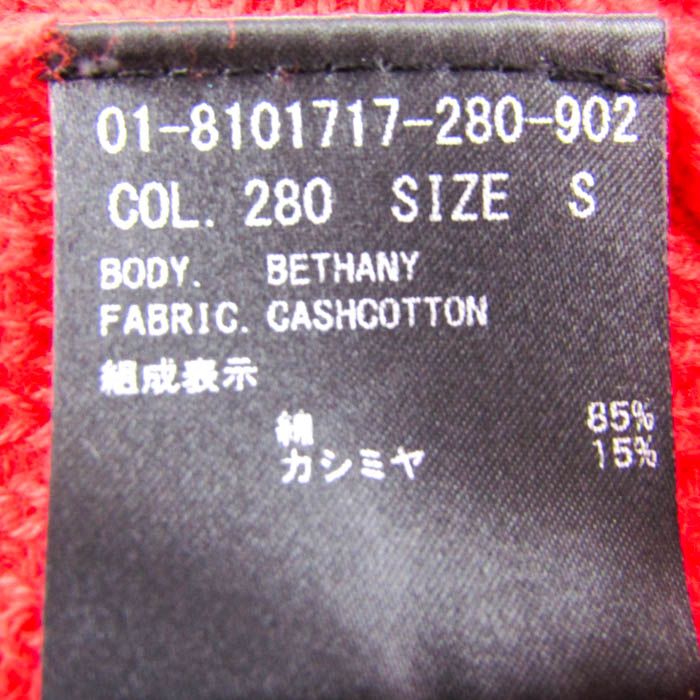 01-8101717-280-902
COL. 280 SIZE S
BODY. BETHANY
FABRIC. CASHCOTTON
組成表示
綿 85%
カシミヤ 15%